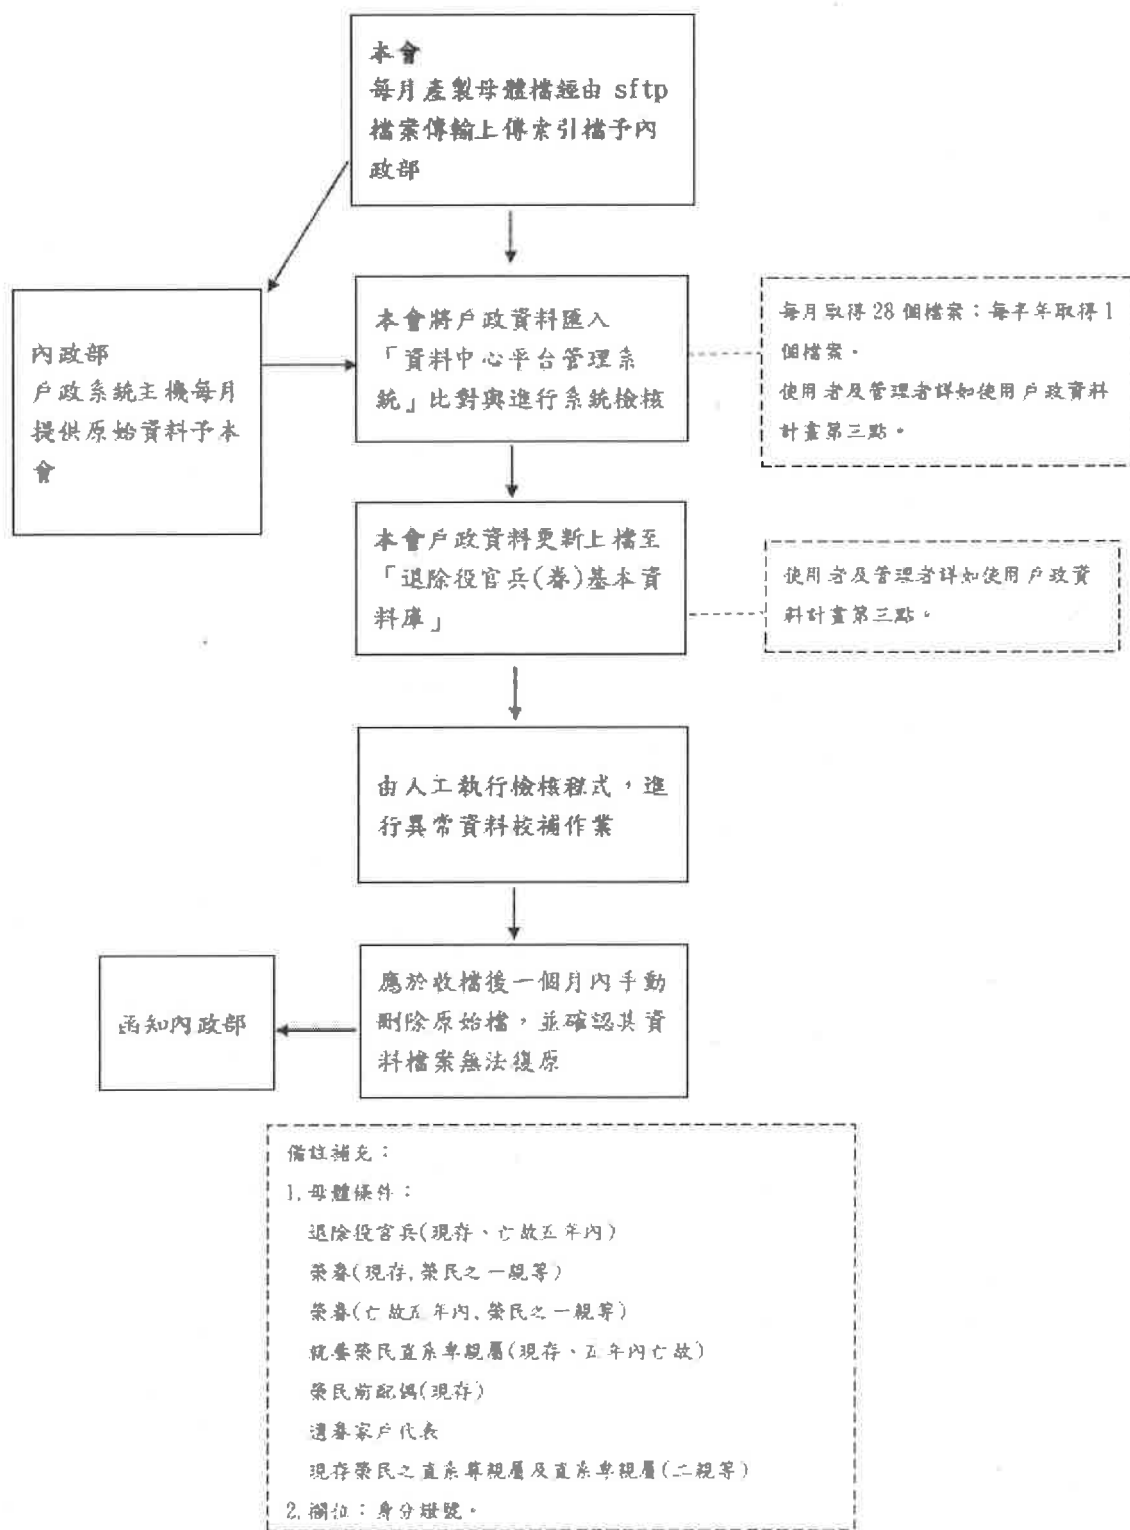 本會
每月產製母體檔經由 sftp
檔案傳輸上傳索引檔予內
政部
內政部
戶政系統主機每月
提供原始資料予本
會
本會將戶政資料匯入
「資料中心平台管理系
統」比對與進行系統檢核
每月取得 28 個檔案；每半年取得 1
個檔案。
使用者及管理者詳如使用戶政資料
計畫第三點。
本會戶政資料更新上檔至
「退除役官兵(眷)基本資
料庫」
使用者及管理者詳如使用戶政資
料計畫第三點。
由人工執行檢核程式，進
行異常資料校補作業
應於收檔後一個月內手動
刪除原始檔，並確認其資
料檔案無法復原
函知內政部
備註補充：
1.母體條件：
退除役官兵(現存、亡故五年內)
榮眷(現存,榮民之一親等)
榮眷(亡故五年內,榮民之一親等)
就養榮民直系卑親屬(現存、五年內亡故)
榮民前配偶(現存)
遺眷家戶代表
現存榮民之直系尊親屬及直系卑親屬(二親等)
2.欄位：身分證號。